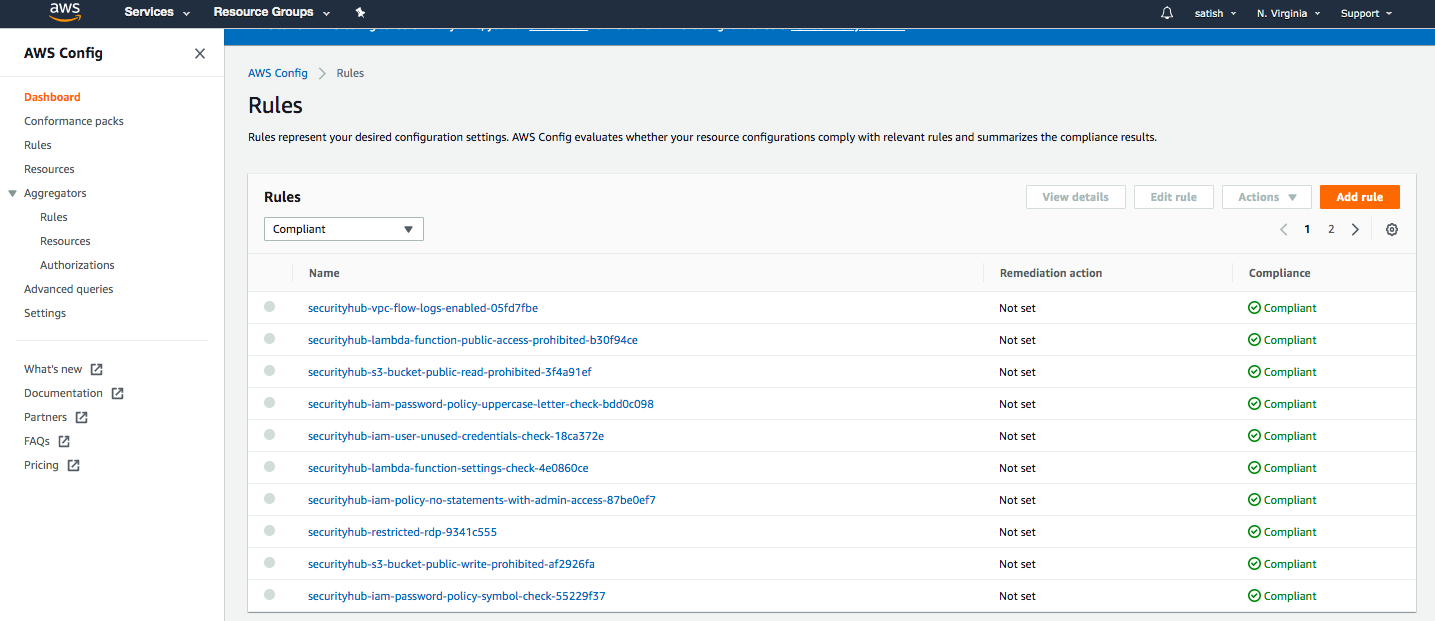 aws Services Resource Groups satish N. Virginia Support
AWS Config
Dashboard
Conformance packs
Rules
Resources
Aggregators
Rules
Resources
Authorizations
Advanced queries
Settings
What's new
Documentation
Partners
FAQs
Pricing
AWS Config > Rules
Rules
Rules represent your desired configuration settings. AWS Config evaluates whether your resource configurations comply with relevant rules and summarizes the compliance results.
Rules View details Edit rule Actions Add rule
Compliant 1 2
Name Remediation action Compliance
securityhub-vpc-flow-logs-enabled-05fd7fbe Not set Compliant
securityhub-lambda-function-public-access-prohibited-b30f94ce Not set Compliant
securityhub-s3-bucket-public-read-prohibited-3f4a91ef Not set Compliant
securityhub-iam-password-policy-uppercase-letter-check-bdd0c098 Not set Compliant
securityhub-iam-user-unused-credentials-check-18ca372e Not set Compliant
securityhub-lambda-function-settings-check-4e0860ce Not set Compliant
securityhub-iam-policy-no-statements-with-admin-access-87be0ef7 Not set Compliant
securityhub-restricted-rdp-9341c555 Not set Compliant
securityhub-s3-bucket-public-write-prohibited-af2926fa Not set Compliant
securityhub-iam-password-policy-symbol-check-55229f37 Not set Compliant